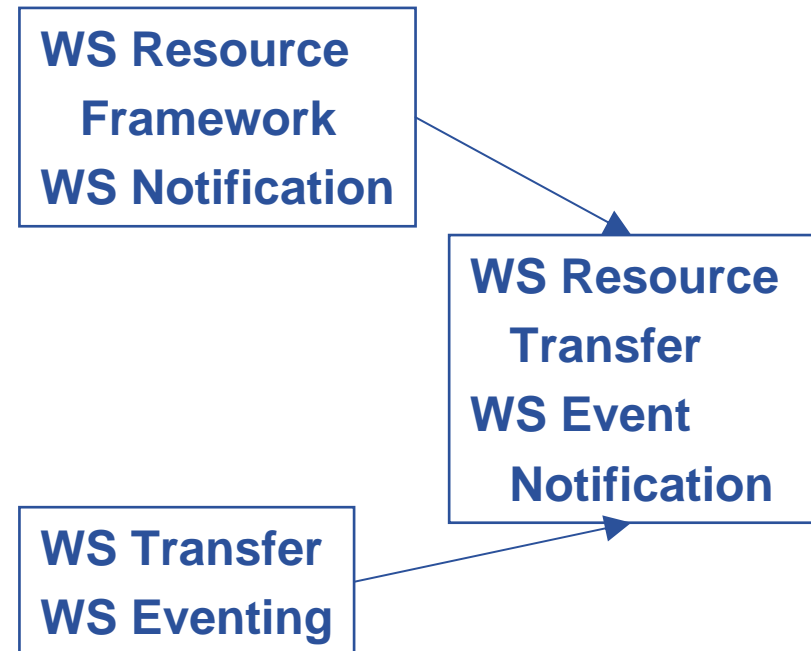 WS Resource
Framework
WS Notification
WS Resource
Transfer
WS Event
Notification
WS Transfer
WS Eventing